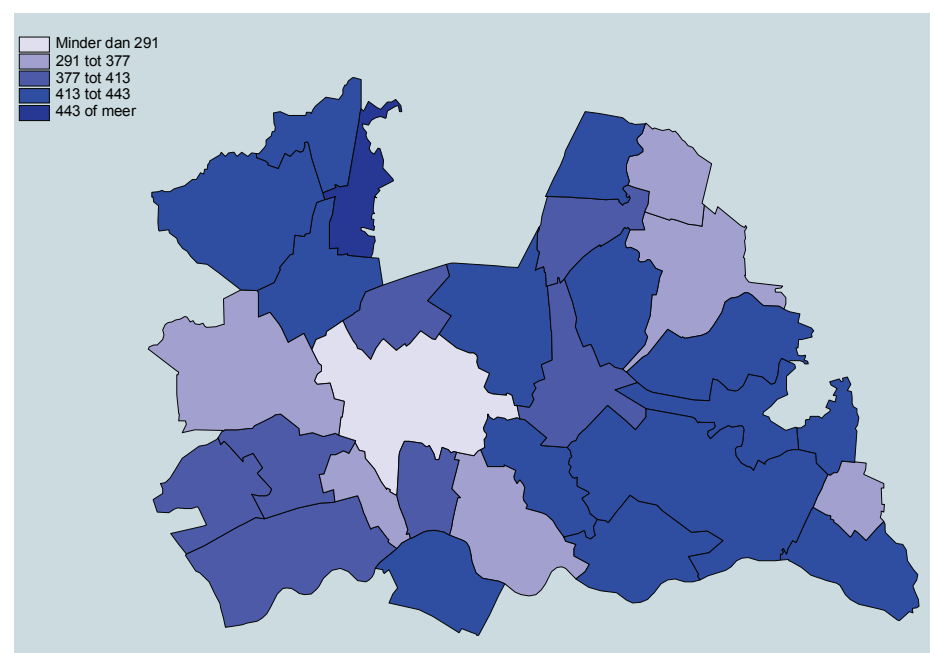 Minder dan 291
291 tot 377
377 tot 413
413 tot 443
443 of meer